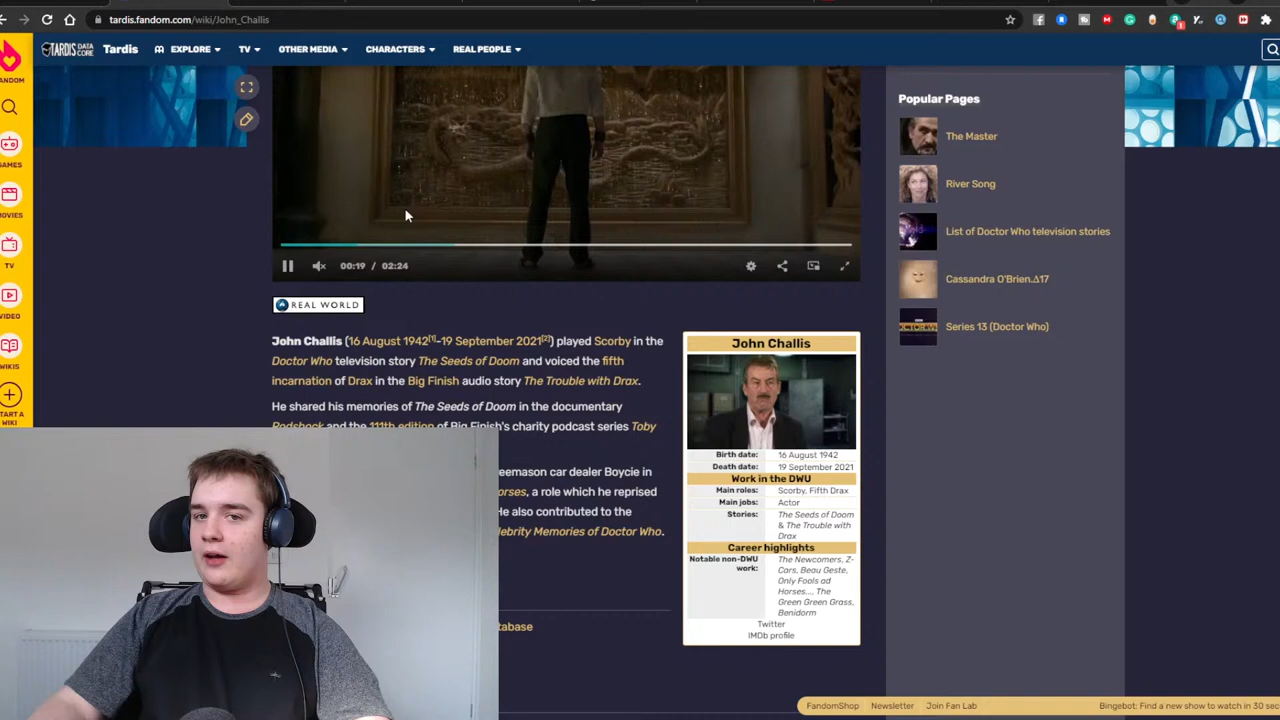 tardis.fandom.com/wiki/John_Challis
TARDIS DATA CORE
Tardis
EXPLORE
TV
OTHER MEDIA
CHARACTERS
REAL PEOPLE
FANDOM
GAMES
MOVIES
TV
VIDEO
WIKIS
START A
WIKI
00:19 / 02:24
REAL WORLD
John Challis (16 August 1942[1]–19 September 2021[2]) played Scorby in the
Doctor Who television story The Seeds of Doom and voiced the fifth
incarnation of Drax in the Big Finish audio story The Trouble with Drax.
He shared his memories of The Seeds of Doom in the documentary
Podshock and the 111th edition of Big Finish's charity podcast series Toby
eemason car dealer Boycie in
orses, a role which he reprised
He also contributed to the
lebrity Memories of Doctor Who.
tabase
John Challis
Birth date: 16 August 1942
Death date: 19 September 2021
Work in the DWU
Main roles: Scorby, Fifth Drax
Main jobs: Actor
Stories: The Seeds of Doom
& The Trouble with
Drax
Career highlights
Notable non-DWU work: The Newcomers, Z-
Cars, Beau Geste,
Only Fools ad
Horses..., The
Green Green Grass,
Benidorm
Twitter
IMDb profile
Popular Pages
The Master
River Song
List of Doctor Who television stories
Cassandra O'Brien.Δ17
Series 13 (Doctor Who)
FandomShop
Newsletter
Join Fan Lab
Bingebot: Find a new show to watch in 30 sec